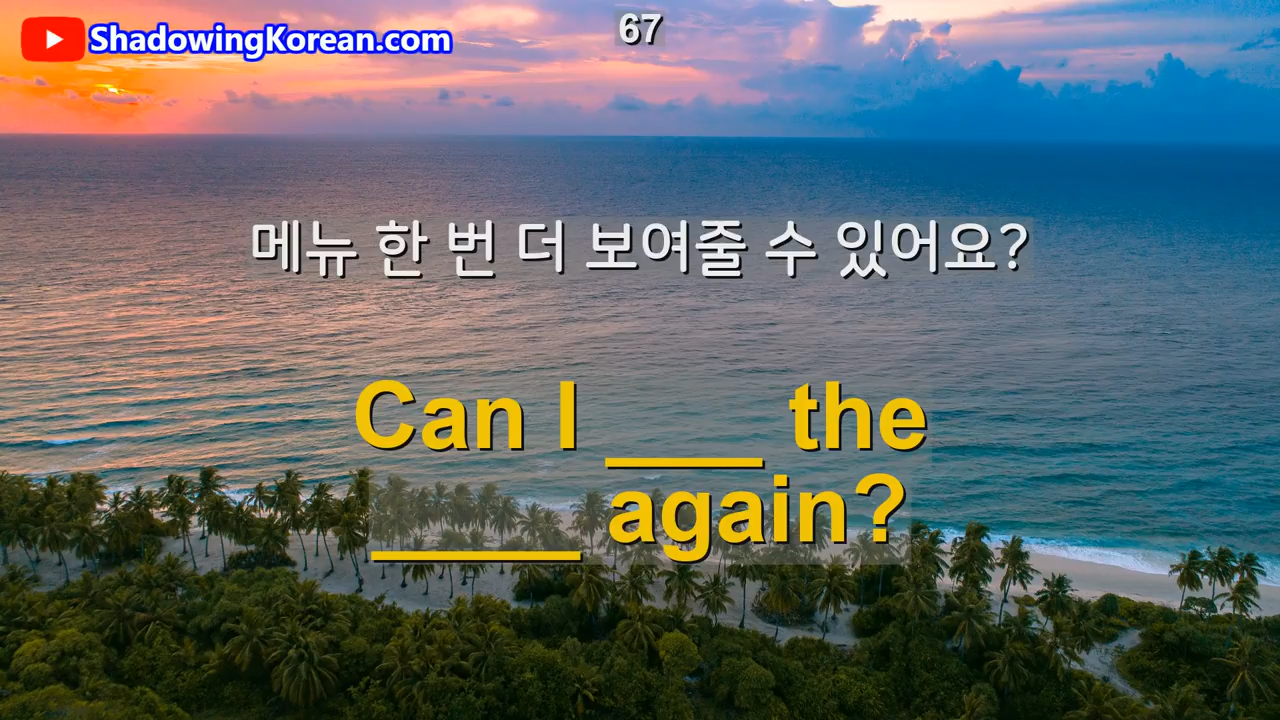 ShadowingKorean.com
67
메뉴 한 번 더 보여줄 수 있어요?
Can I ___ the
____ again?